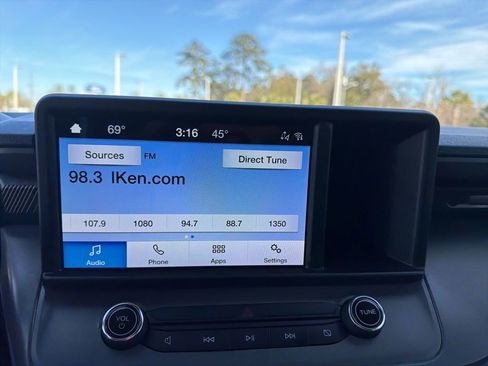 69° 3:16 45°
Sources FM Direct Tune
98.3 IKen.com
107.9 1080 94.7 88.7 1350
Audio Phone Apps Settings
VOL TUNE